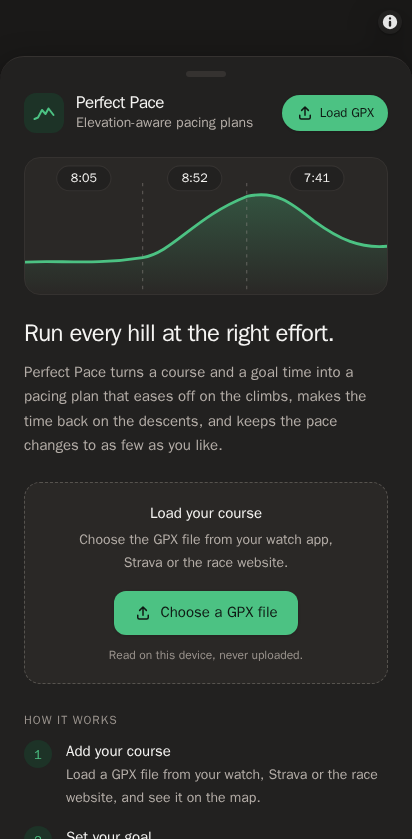 Perfect Pace
Elevation-aware pacing plans
Load GPX
8:05
8:52
7:41
Run every hill at the right effort.
Perfect Pace turns a course and a goal time into a
pacing plan that eases off on the climbs, makes the
time back on the descents, and keeps the pace
changes to as few as you like.
Load your course
Choose the GPX file from your watch app,
Strava or the race website.
Choose a GPX file
Read on this device, never uploaded.
HOW IT WORKS
1
Add your course
Load a GPX file from your watch, Strava or the race
website, and see it on the map.
2
Set your goal